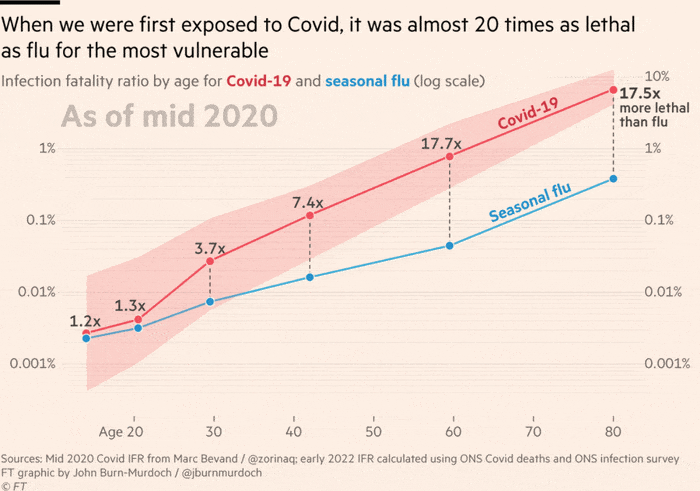 When we were first exposed to Covid, it was almost 20 times as lethal
as flu for the most vulnerable
Infection fatality ratio by age for Covid-19 and seasonal flu (log scale)
As of mid 2020
10%
17.5x
more lethal
than flu
Covid-19
17.7x
1%
1%
7.4x
Seasonal flu
0.1%
0.1%
3.7x
0.01%
0.01%
1.3x
1.2x
0.001%
0.001%
Age 20
30
40
50
60
70
80
Sources: Mid 2020 Covid IFR from Marc Bevand / @zorinaq; early 2022 IFR calculated using ONS Covid deaths and ONS infection survey
FT graphic by John Burn-Murdoch / @jburnmurdoch
© FT